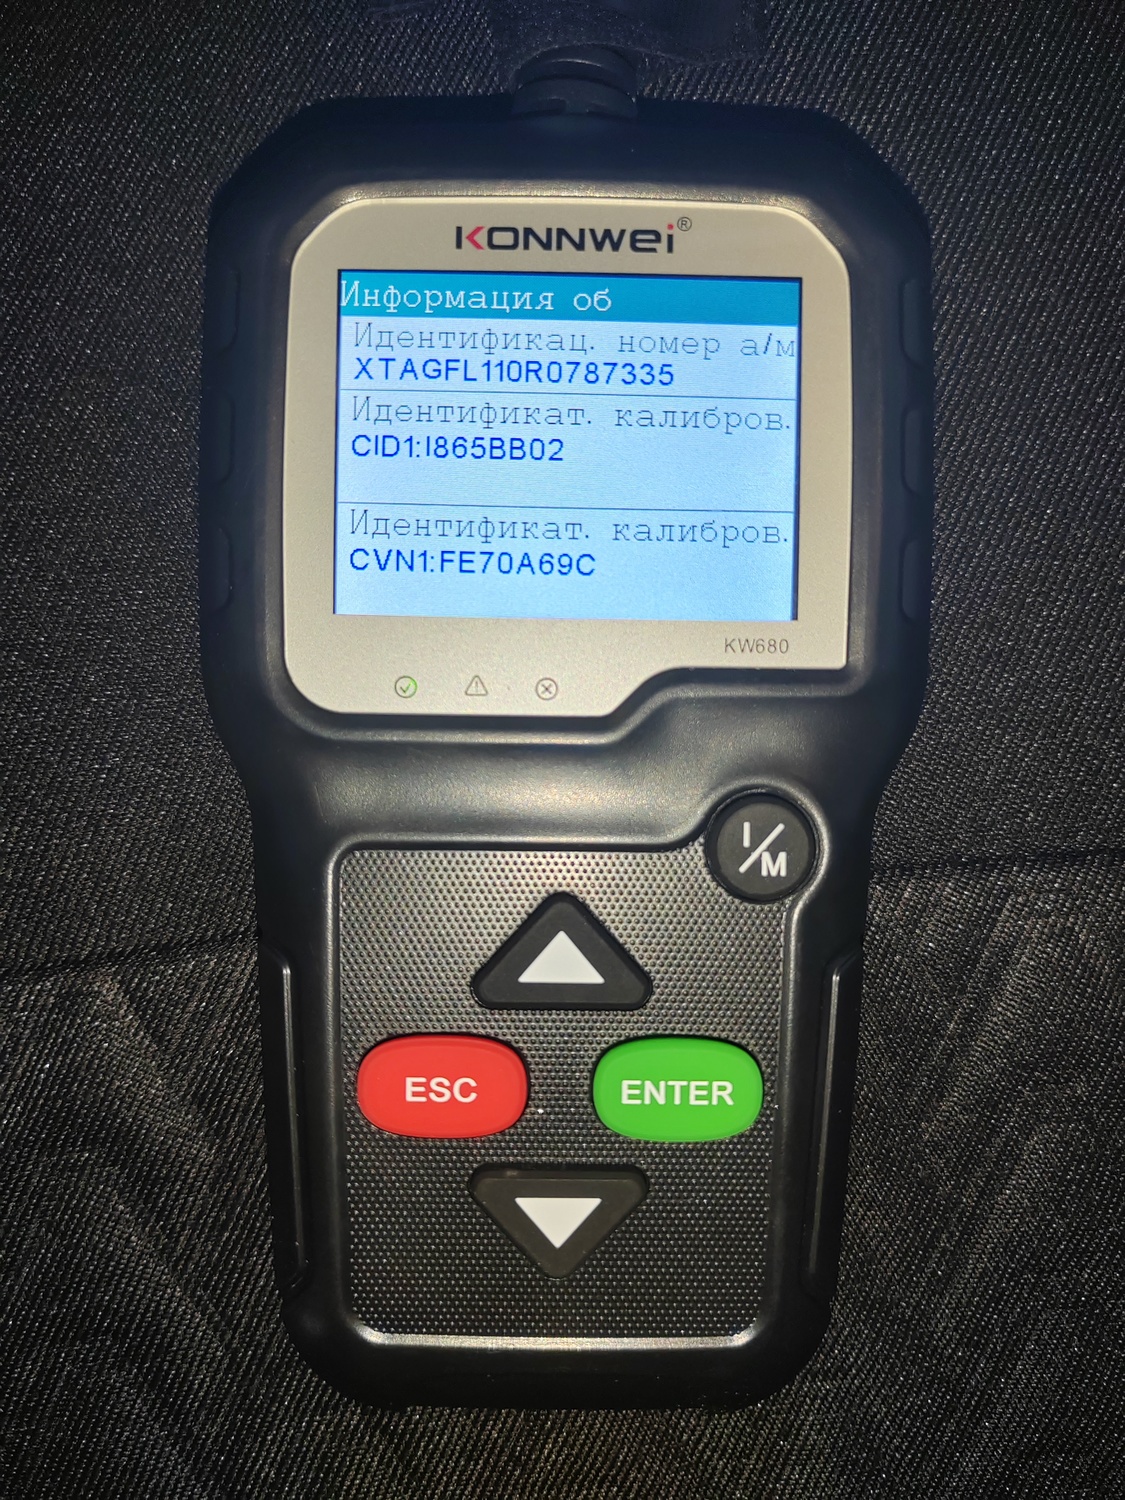 KONNWEI®
Информация об
Идентификац. номер а/м
XTAGFL110R0787335
Идентификат. калибров.
CID1:I865BB02
Идентификат. калибров.
CVN1:FE70A69C
KW680
I/M
ESC
ENTER